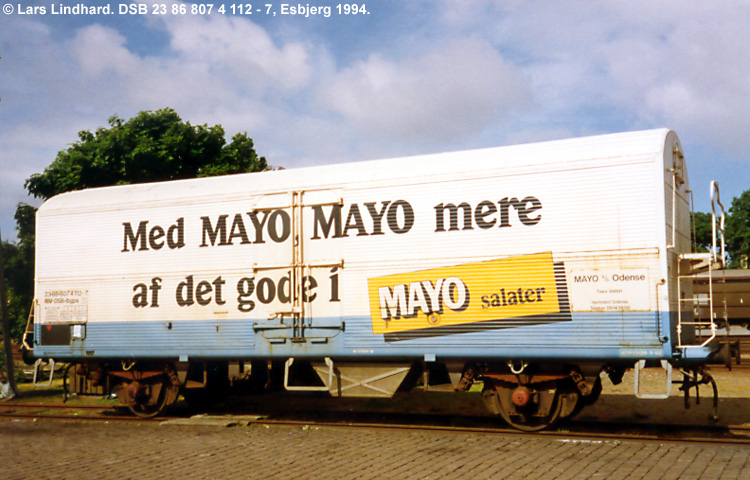 © Lars Lindhard. DSB 23 86 807 4 112 - 7, Esbjerg 1994.
Med MAYO, MAYO mere
af det gode i
MAYO salater
MAYO A/S Odense